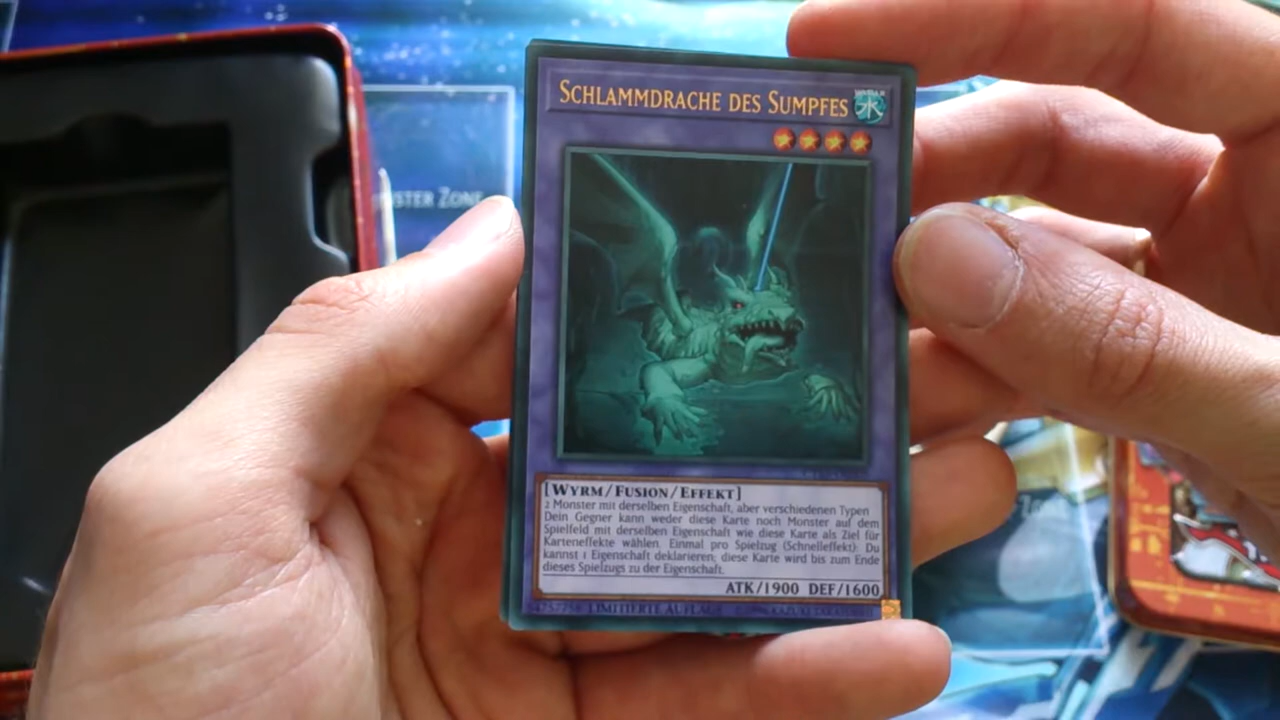 Schlammdrache des Sumpfes
WASSER
水
[Wyrm/Fusion/Effekt]
2 Monster mit derselben Eigenschaft, aber verschiedenen Typen
Dein Gegner kann weder diese Karte noch Monster auf dem
Spielfeld mit derselben Eigenschaft wie diese Karte als Ziel für
Karteneffekte wählen. Einmal pro Spielzug (Schnelleffekt): Du
kannst 1 Eigenschaft deklarieren; diese Karte wird bis zum Ende
dieses Spielzugs zu der Eigenschaft.
ATK/1900 DEF/1600
LIMITIERTE AUFLAGE
Zone